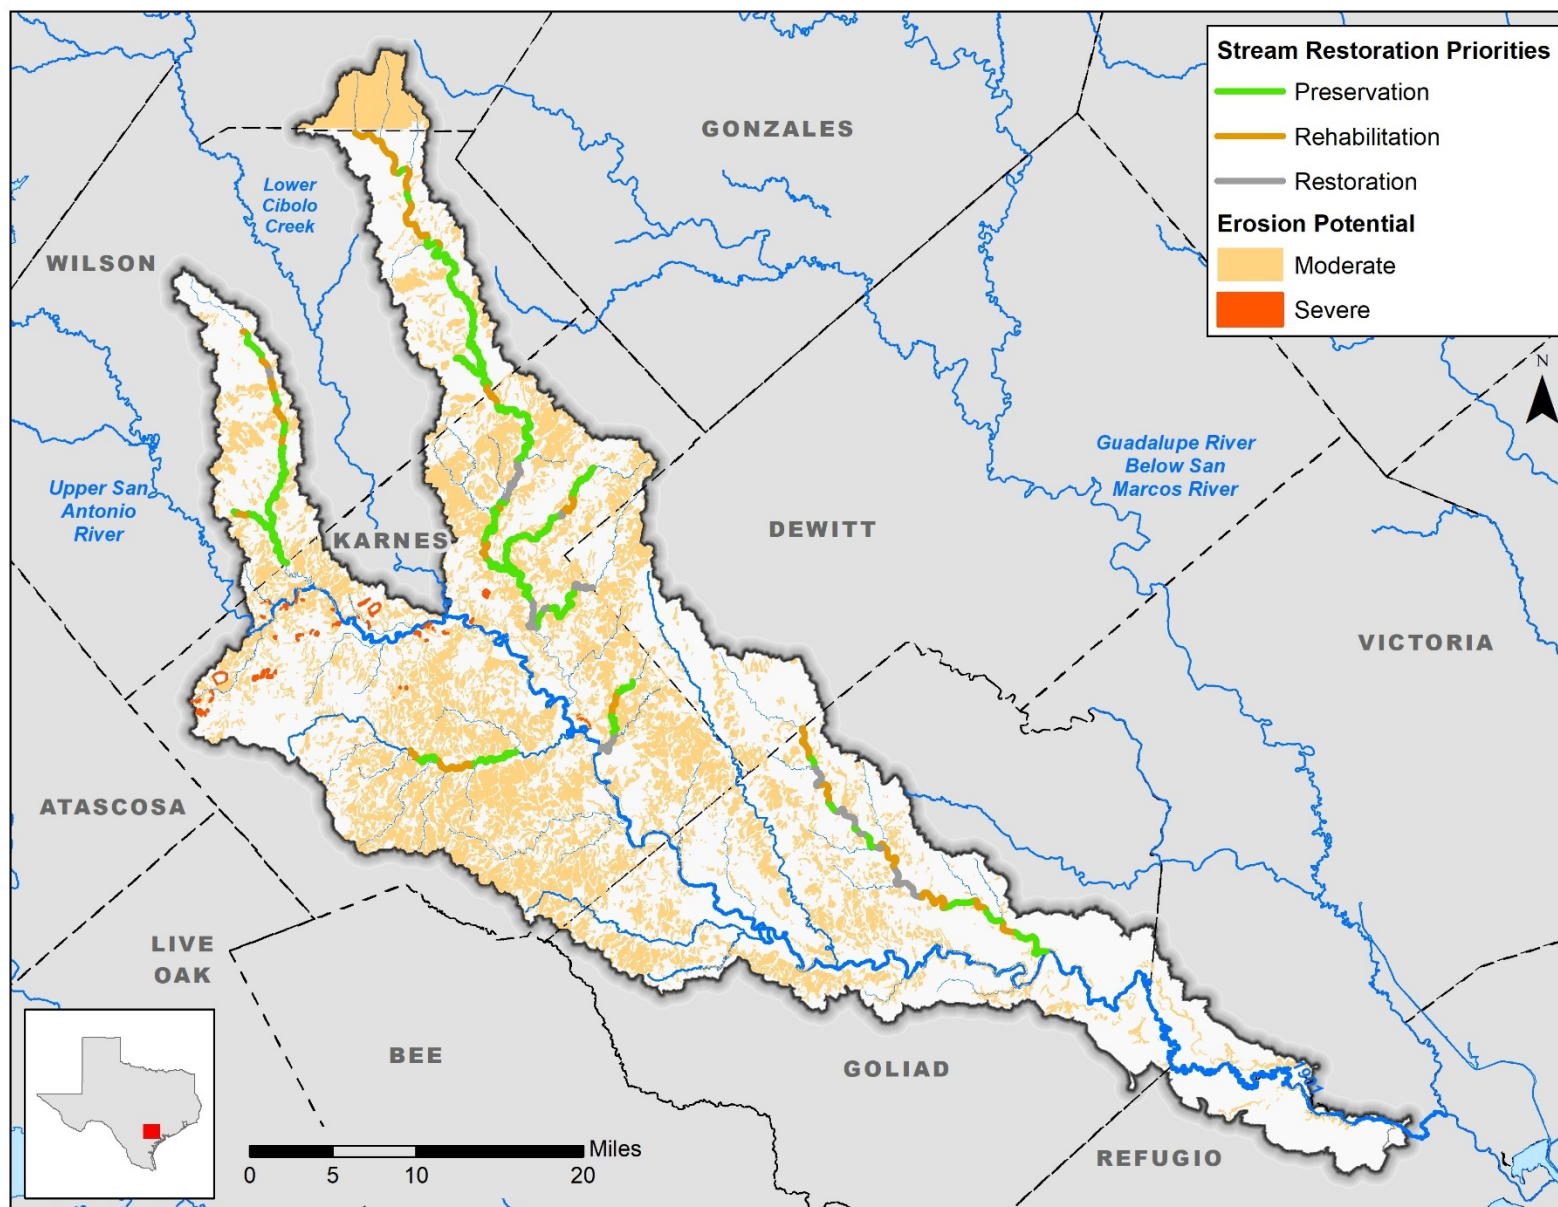 Stream Restoration Priorities
Preservation
Rehabilitation
Restoration
Erosion Potential
Moderate
Severe
N
GONZALES
Lower
Cibolo
Creek
WILSON
Guadalupe River
Below San
Marcos River
Upper San
Antonio
River
KARNES
DEWITT
VICTORIA
ATASCOSA
LIVE
OAK
BEE
GOLIAD
REFUGIO
Miles
0 5 10 20